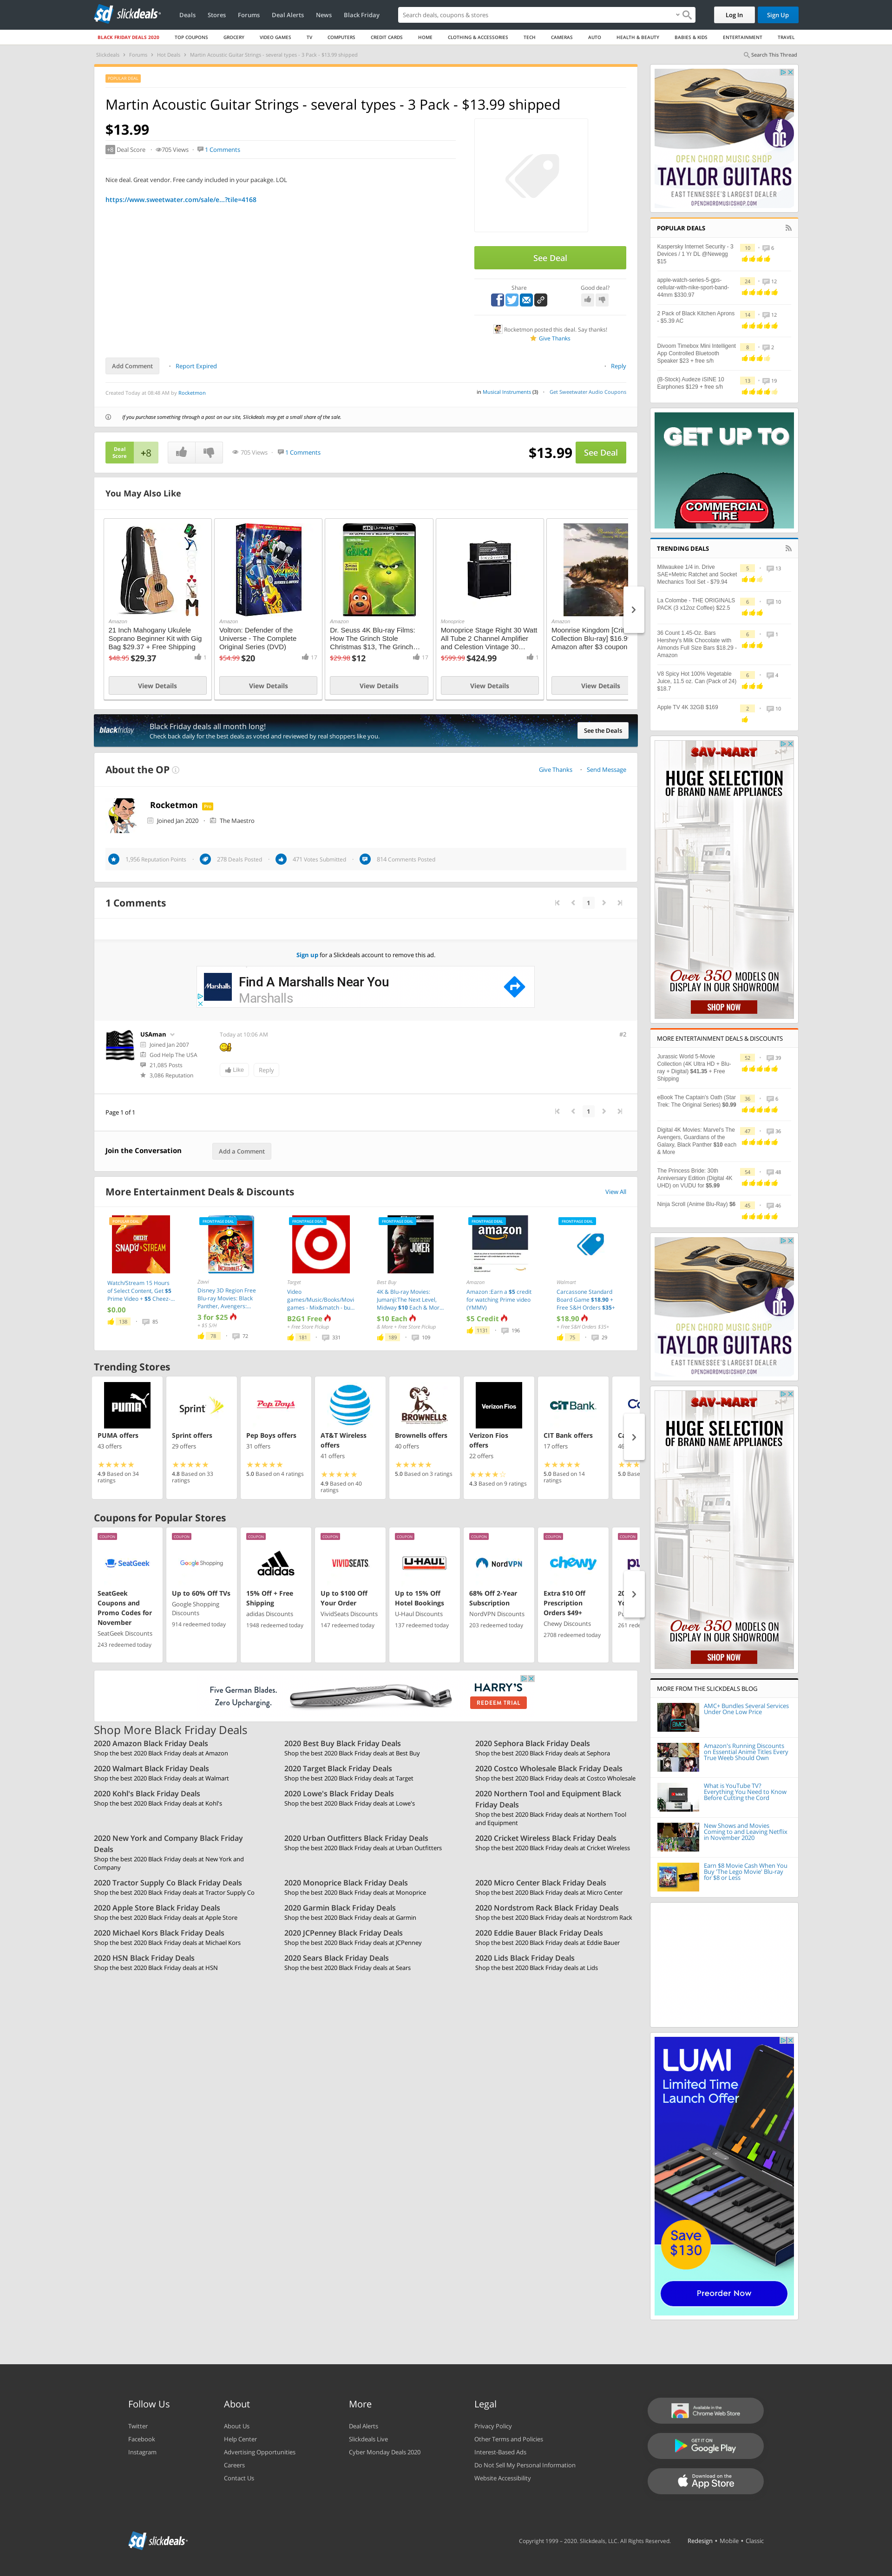 slickdeals
Deals Stores Forums Deal Alerts News Black Friday
Search deals, coupons & stores
Log In Sign Up
BLACK FRIDAY DEALS 2020 TOP COUPONS GROCERY VIDEO GAMES TV COMPUTERS CREDIT CARDS HOME CLOTHING & ACCESSORIES TECH CAMERAS AUTO HEALTH & BEAUTY BABIES & KIDS ENTERTAINMENT TRAVEL
Slickdeals Forums Hot Deals Martin Acoustic Guitar Strings - several types - 3 Pack - $13.99 shipped
Search This Thread
POPULAR DEAL
Martin Acoustic Guitar Strings - several types - 3 Pack - $13.99 shipped
$13.99
+8 Deal Score 705 Views 1 Comments
Nice deal. Great vendor. Free candy included in your pacakge. LOL
https://www.sweetwater.com/sale/e...?tile=4168
See Deal
Share
Good deal?
Rocketmon posted this deal. Say thanks!
Give Thanks
Add Comment Report Expired Reply
Created Today at 08:48 AM by Rocketmon
in Musical Instruments (3) Get Sweetwater Audio Coupons
If you purchase something through a post on our site, Slickdeals may get a small share of the sale.
Deal Score +8 705 Views 1 Comments $13.99 See Deal
You May Also Like
Amazon
21 Inch Mahogany Ukulele Soprano Beginner Kit with Gig Bag $29.37 + Free Shipping
$48.95 $29.37 1
View Details
Amazon
Voltron: Defender of the Universe - The Complete Original Series (DVD)
$54.99 $20 17
View Details
Amazon
Dr. Seuss 4K Blu-ray Films: How The Grinch Stole Christmas $13, The Grinch...
$29.98 $12 17
View Details
Monoprice
Monoprice Stage Right 30 Watt All Tube 2 Channel Amplifier and Celestion Vintage 30...
$599.99 $424.99 1
View Details
Amazon
Moonrise Kingdom [Crit
Collection Blu-ray] $16.9
Amazon after $3 coupon
View Details
blackfriday
Black Friday deals all month long!
Check back daily for the best deals as voted and reviewed by real shoppers like you.
See the Deals
About the OP
Give Thanks Send Message
Rocketmon Pro
Joined Jan 2020 The Maestro
1,956 Reputation Points 278 Deals Posted 471 Votes Submitted 814 Comments Posted
1 Comments
1
Sign up for a Slickdeals account to remove this ad.
Marshalls
Find A Marshalls Near You
Marshalls
USAman
Joined Jan 2007
God Help The USA
21,085 Posts
3,086 Reputation
Today at 10:06 AM
#2
Like Reply
Page 1 of 1
1
Join the Conversation
Add a Comment
More Entertainment Deals & Discounts
View All
POPULAR DEAL
Watch/Stream 15 Hours of Select Content, Get $5 Prime Video + $5 Cheez-...
$0.00
138 85
FRONTPAGE DEAL
Zavvi
Disney 3D Region Free Blu-ray Movies: Black Panther, Avengers:...
3 for $25
+ $5 S/H
78 72
FRONTPAGE DEAL
Target
Video games/Music/Books/Movi games - Mix&match - bu...
B2G1 Free
+ Free Store Pickup
181 331
FRONTPAGE DEAL
JOKER
Best Buy
4K & Blu-ray Movies: Jumanji:The Next Level, Midway $10 Each & Mor...
$10 Each
& More + Free Store Pickup
189 109
FRONTPAGE DEAL
amazon
Amazon
Amazon :Earn a $5 credit for watching Prime video (YMMV)
$5 Credit
1131 196
FRONTPAGE DEAL
Walmart
Carcassonne Standard Board Game $18.90 + Free S&H Orders $35+
$18.90
+ Free S&H Orders $35+
75 29
Trending Stores
PUMA
PUMA offers
43 offers
4.9 Based on 34 ratings
Sprint
Sprint offers
29 offers
4.8 Based on 33 ratings
Pep Boys
Pep Boys offers
31 offers
5.0 Based on 4 ratings
AT&T Wireless offers
41 offers
4.9 Based on 40 ratings
BROWNELLS
Brownells offers
40 offers
5.0 Based on 3 ratings
Verizon Fios
Verizon Fios offers
22 offers
4.3 Based on 9 ratings
CIT BANK
CIT Bank offers
17 offers
5.0 Based on 14 ratings
Coupons for Popular Stores
COUPON
SeatGeek
SeatGeek Coupons and Promo Codes for November
SeatGeek Discounts
243 redeemed today
COUPON
Google Shopping
Up to 60% Off TVs
Google Shopping Discounts
914 redeemed today
COUPON
adidas
15% Off + Free Shipping
adidas Discounts
1948 redeemed today
COUPON
VIVIDSEATS
Up to $100 Off Your Order
VividSeats Discounts
147 redeemed today
COUPON
U-HAUL
Up to 15% Off Hotel Bookings
U-Haul Discounts
137 redeemed today
COUPON
NordVPN
68% Off 2-Year Subscription
NordVPN Discounts
203 redeemed today
COUPON
chewy
Extra $10 Off Prescription Orders $49+
Chewy Discounts
2708 redeemed today
COUPON
Five German Blades. Zero Upcharging.
HARRY'S
REDEEM TRIAL
Shop More Black Friday Deals
2020 Amazon Black Friday Deals
Shop the best 2020 Black Friday deals at Amazon
2020 Best Buy Black Friday Deals
Shop the best 2020 Black Friday deals at Best Buy
2020 Sephora Black Friday Deals
Shop the best 2020 Black Friday deals at Sephora
2020 Walmart Black Friday Deals
Shop the best 2020 Black Friday deals at Walmart
2020 Target Black Friday Deals
Shop the best 2020 Black Friday deals at Target
2020 Costco Wholesale Black Friday Deals
Shop the best 2020 Black Friday deals at Costco Wholesale
2020 Kohl's Black Friday Deals
Shop the best 2020 Black Friday deals at Kohl's
2020 Lowe's Black Friday Deals
Shop the best 2020 Black Friday deals at Lowe's
2020 Northern Tool and Equipment Black Friday Deals
Shop the best 2020 Black Friday deals at Northern Tool and Equipment
2020 New York and Company Black Friday Deals
Shop the best 2020 Black Friday deals at New York and Company
2020 Urban Outfitters Black Friday Deals
Shop the best 2020 Black Friday deals at Urban Outfitters
2020 Cricket Wireless Black Friday Deals
Shop the best 2020 Black Friday deals at Cricket Wireless
2020 Tractor Supply Co Black Friday Deals
Shop the best 2020 Black Friday deals at Tractor Supply Co
2020 Monoprice Black Friday Deals
Shop the best 2020 Black Friday deals at Monoprice
2020 Micro Center Black Friday Deals
Shop the best 2020 Black Friday deals at Micro Center
2020 Apple Store Black Friday Deals
Shop the best 2020 Black Friday deals at Apple Store
2020 Garmin Black Friday Deals
Shop the best 2020 Black Friday deals at Garmin
2020 Nordstrom Rack Black Friday Deals
Shop the best 2020 Black Friday deals at Nordstrom Rack
2020 Michael Kors Black Friday Deals
Shop the best 2020 Black Friday deals at Michael Kors
2020 JCPenney Black Friday Deals
Shop the best 2020 Black Friday deals at JCPenney
2020 Eddie Bauer Black Friday Deals
Shop the best 2020 Black Friday deals at Eddie Bauer
2020 HSN Black Friday Deals
Shop the best 2020 Black Friday deals at HSN
2020 Sears Black Friday Deals
Shop the best 2020 Black Friday deals at Sears
2020 Lids Black Friday Deals
Shop the best 2020 Black Friday deals at Lids
OPEN CHORD MUSIC SHOP
TAYLOR GUITARS
EAST TENNESSEE'S LARGEST DEALER
OPENCHORDMUSICSHOP.COM
POPULAR DEALS
Kaspersky Internet Security - 3 Devices / 1 Yr DL @Newegg $15
10 6
apple-watch-series-5-gps-cellular-with-nike-sport-band-44mm $330.97
24 12
2 Pack of Black Kitchen Aprons - $5.39 AC
14 12
Divoom Timebox Mini Intelligent App Controlled Bluetooth Speaker $23 + free s/h
8 2
(B-Stock) Audeze iSINE 10 Earphones $129 + free s/h
13 19
GET UP TO
COMMERCIAL TIRE
TRENDING DEALS
Milwaukee 1/4 in. Drive SAE+Metric Ratchet and Socket Mechanics Tool Set - $79.94
5 13
La Colombe - THE ORIGINALS PACK (3 x12oz Coffee) $22.5
6 10
36 Count 1.45-Oz. Bars Hershey's Milk Chocolate with Almonds Full Size Bars $18.29 - Amazon
6 1
V8 Spicy Hot 100% Vegetable Juice, 11.5 oz. Can (Pack of 24) $18.7
6 4
Apple TV 4K 32GB $169
2 10
SAV-MART
HUGE SELECTION
OF BRAND NAME APPLIANCES
Over 350 MODELS ON DISPLAY IN OUR SHOWROOM
SHOP NOW
MORE ENTERTAINMENT DEALS & DISCOUNTS
Jurassic World 5-Movie Collection (4K Ultra HD + Blu-ray + Digital) $41.35 + Free Shipping
52 39
eBook The Captain's Oath (Star Trek: The Original Series) $0.99
36 6
Digital 4K Movies: Marvel's The Avengers, Guardians of the Galaxy, Black Panther $10 each & More
47 36
The Princess Bride: 30th Anniversary Edition (Digital 4K UHD) on VUDU for $5.99
54 48
Ninja Scroll (Anime Blu-Ray) $6
45 46
OPEN CHORD MUSIC SHOP
TAYLOR GUITARS
EAST TENNESSEE'S LARGEST DEALER
OPENCHORDMUSICSHOP.COM
SAV-MART
HUGE SELECTION
OF BRAND NAME APPLIANCES
Over 350 MODELS ON DISPLAY IN OUR SHOWROOM
SHOP NOW
MORE FROM THE SLICKDEALS BLOG
AMC+ Bundles Several Services Under One Low Price
Amazon's Running Discounts on Essential Anime Titles Every True Weeb Should Own
What is YouTube TV? Everything You Need to Know Before Cutting the Cord
New Shows and Movies Coming to and Leaving Netflix in November 2020
Earn $8 Movie Cash When You Buy 'The Lego Movie' Blu-ray for $8 or Less
LUMI
Limited Time Launch Offer
Save $130
Preorder Now
Follow Us
Twitter
Facebook
Instagram
About
About Us
Help Center
Advertising Opportunities
Careers
Contact Us
More
Deal Alerts
Slickdeals Live
Cyber Monday Deals 2020
Legal
Privacy Policy
Other Terms and Policies
Interest-Based Ads
Do Not Sell My Personal Information
Website Accessibility
Available in the Chrome Web Store
GET IT ON Google Play
Download on the App Store
slickdeals
Copyright 1999 - 2020. Slickdeals, LLC. All Rights Reserved. Redesign • Mobile • Classic